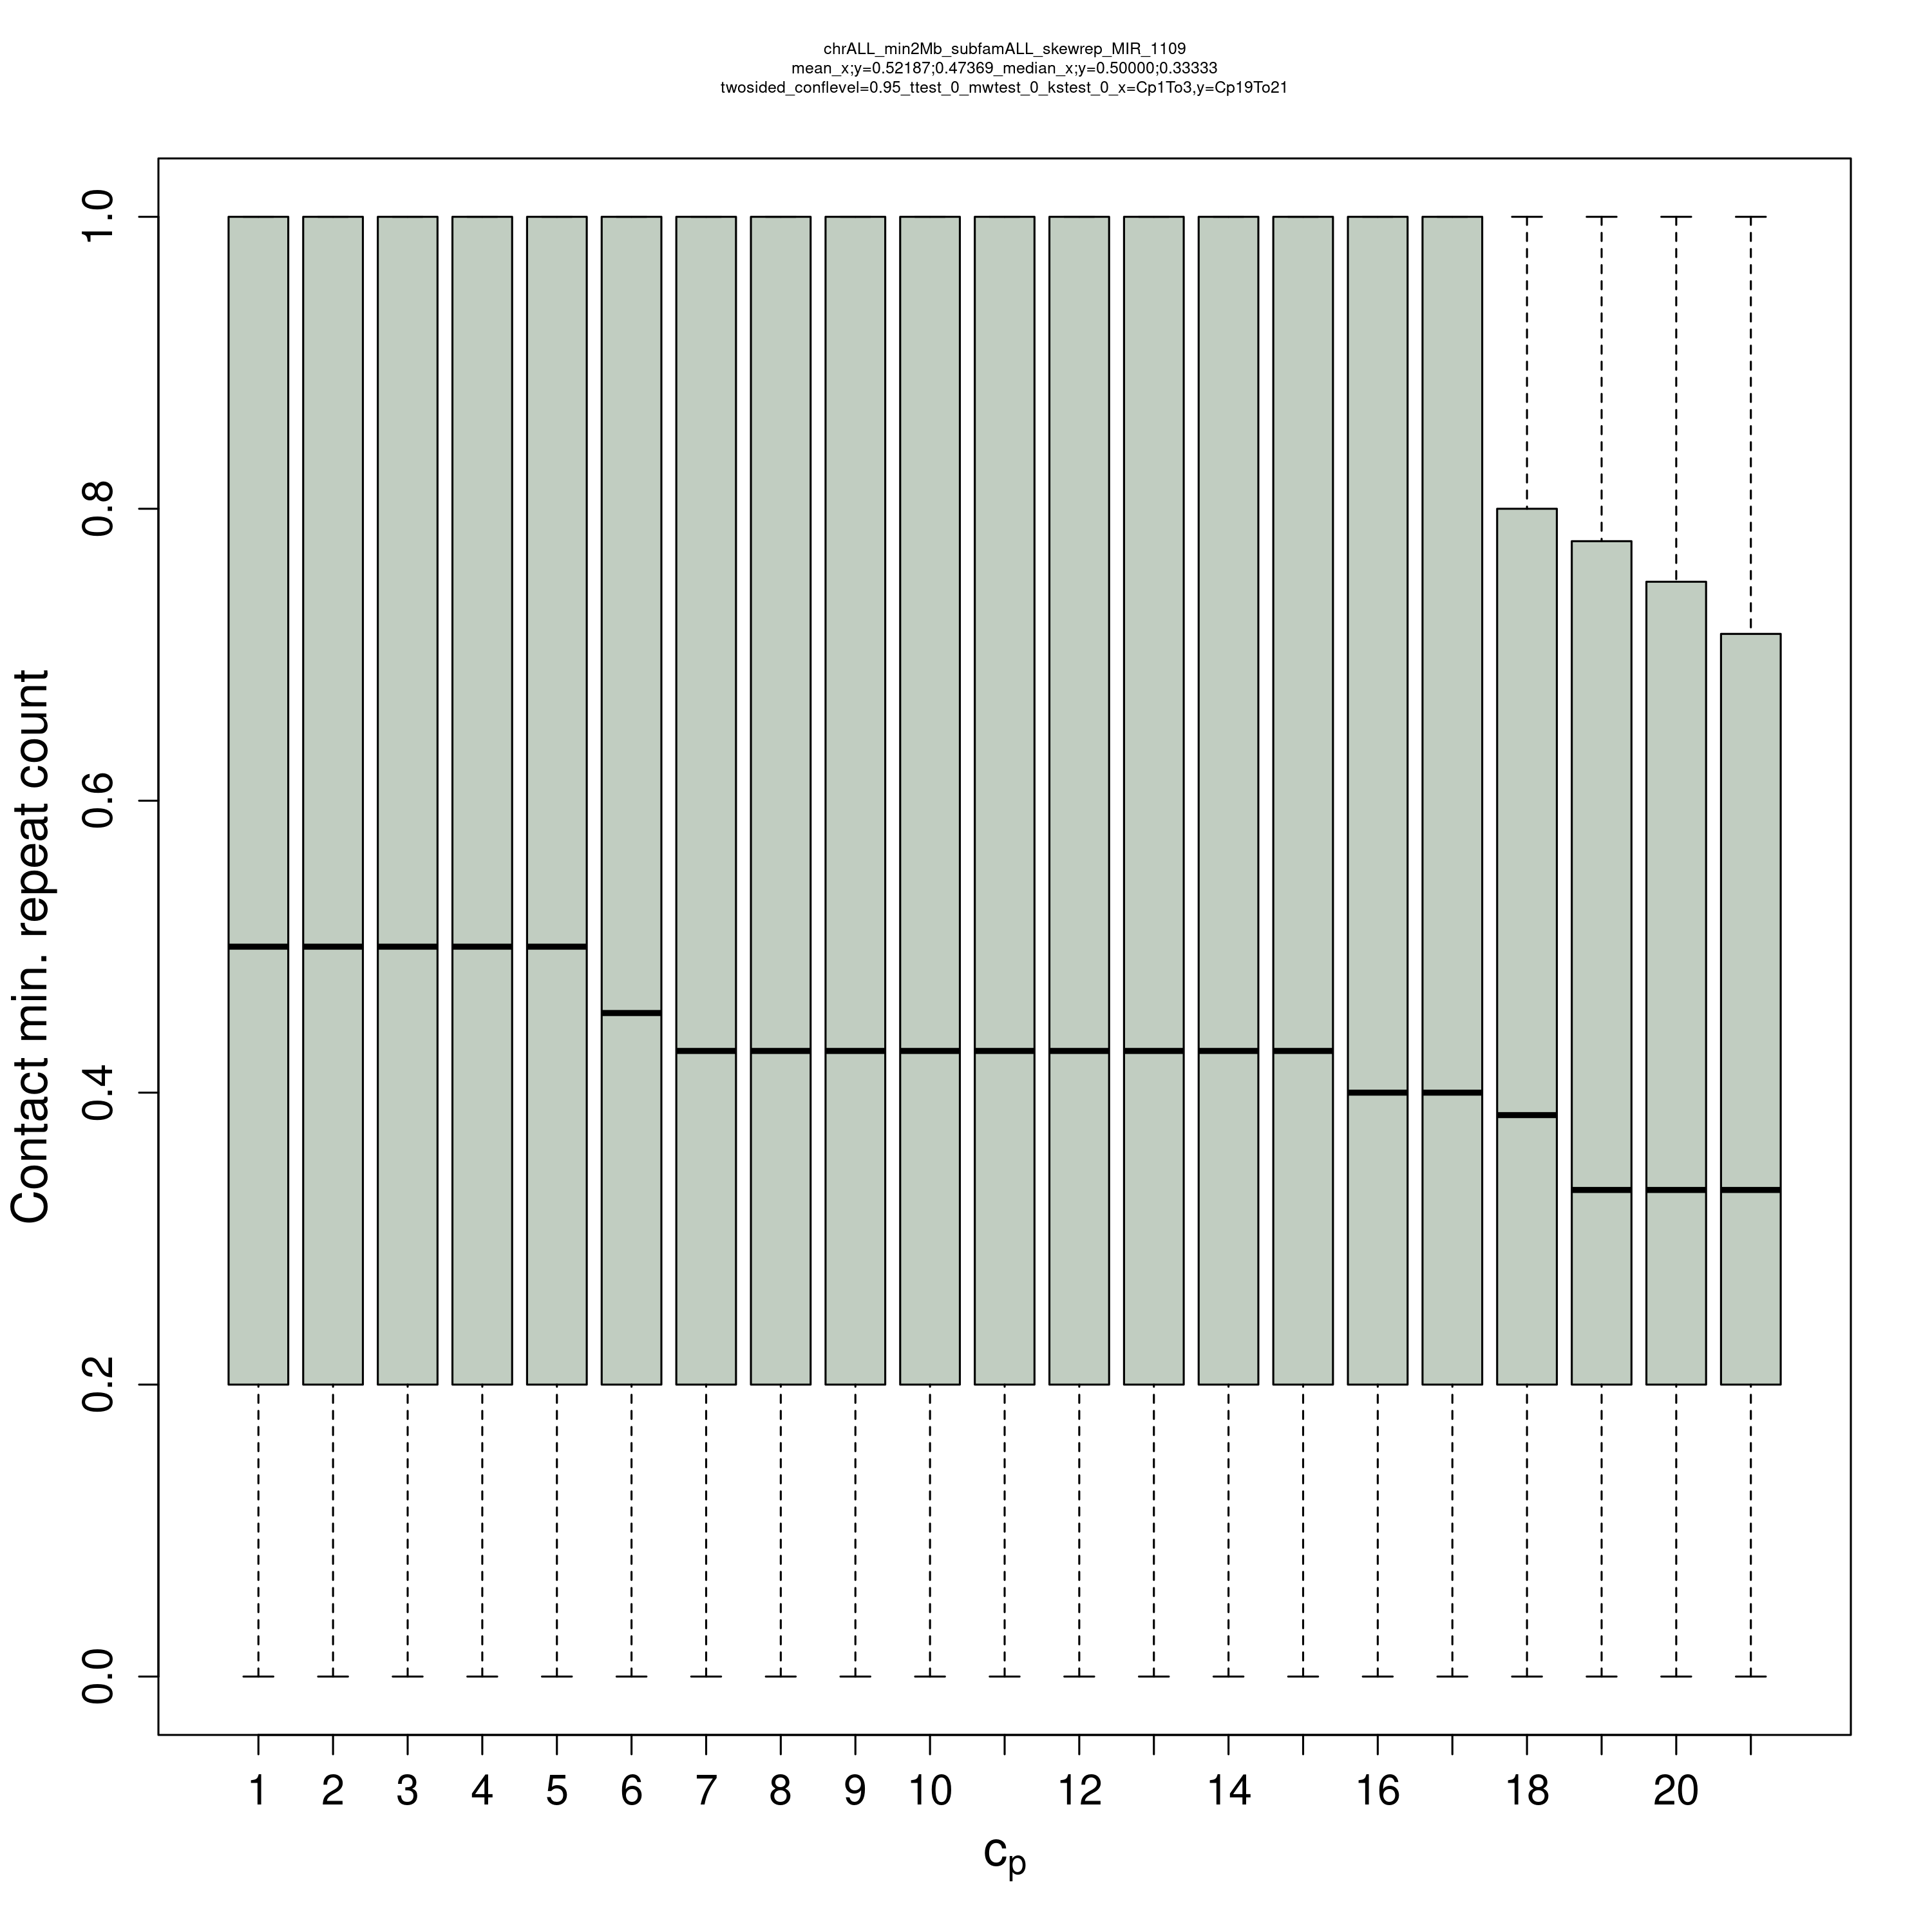 chrALL_min2Mb_subfamALL_skewrep_MIR_1109
mean_x;y=0.52187;0.47369_median_x;y=0.50000;0.33333
twosided_conflevel=0.95_ttest_0_mwtest_0_kstest_0_x=Cp1To3,y=Cp19To21
1.0
0.8
0.6
0.4
0.2
0.0
Contact min. repeat count
1 2 3 4 5 6 7 8 9 10 12 14 16 18 20
cp